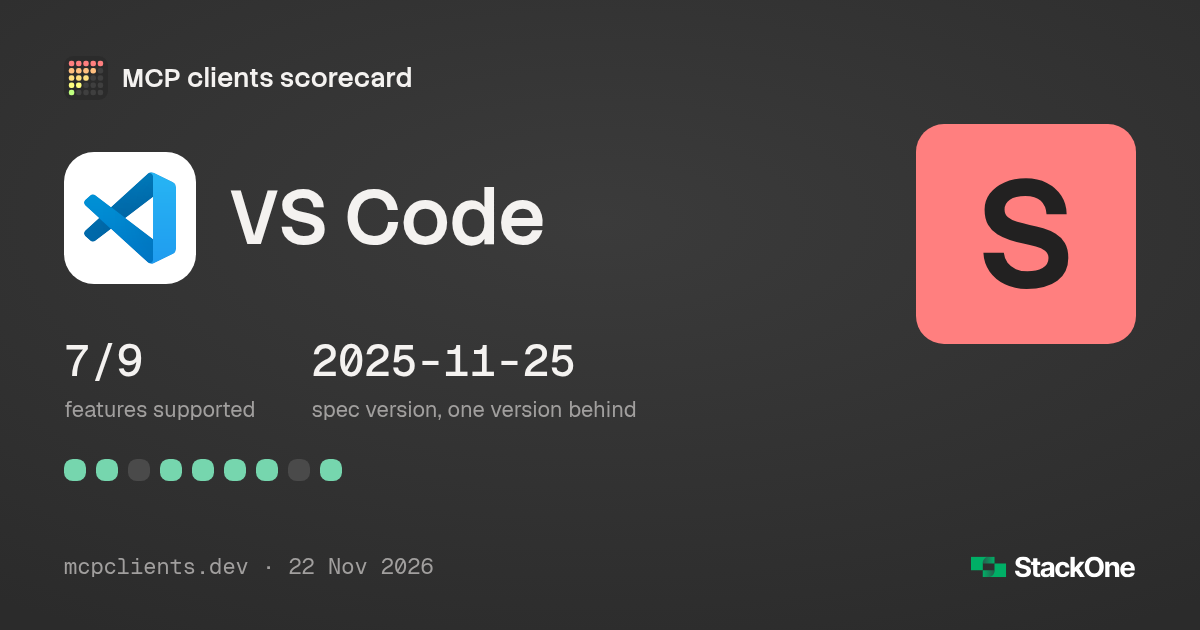 MCP clients scorecard
VS Code
S
7/9
features supported
2025-11-25
spec version, one version behind
mcpclients.dev · 22 Nov 2026
StackOne